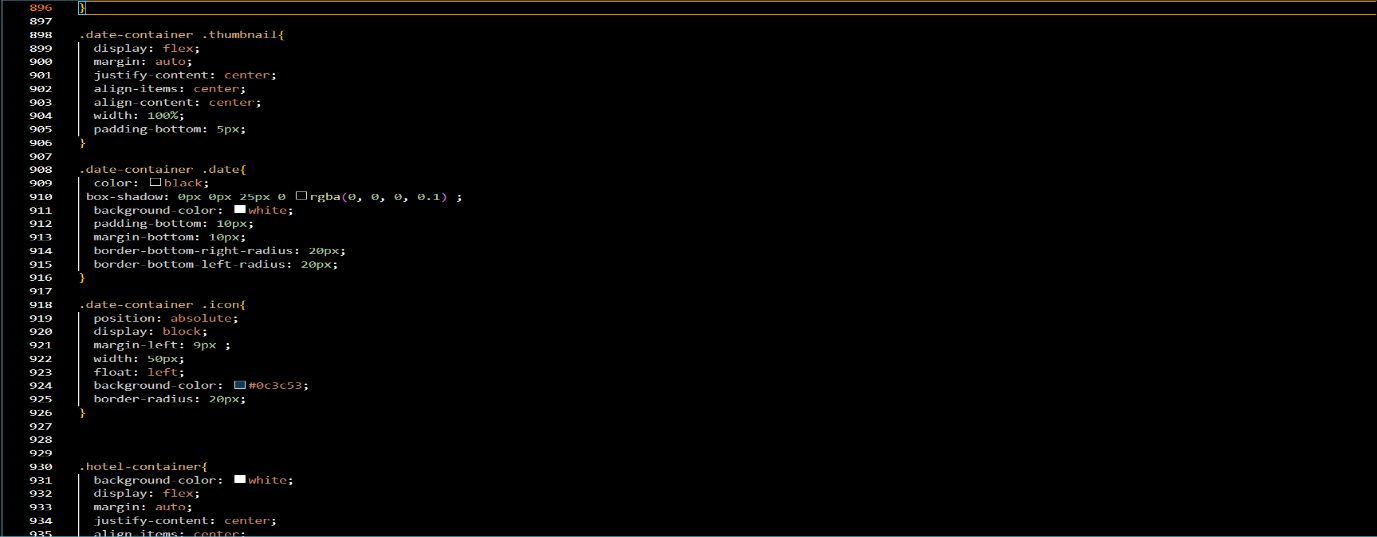 896 }
897
898 .date-container .thumbnail{
899 display: flex;
900 margin: auto;
901 justify-content: center;
902 align-items: center;
903 align-content: center;
904 width: 100%;
905 padding-bottom: 5px;
906 }
907
908 .date-container .date{
909 color: black;
910 box-shadow: 0px 0px 25px 0 rgba(0, 0, 0, 0.1) ;
911 background-color: white;
912 padding-bottom: 10px;
913 margin-bottom: 10px;
914 border-bottom-right-radius: 20px;
915 border-bottom-left-radius: 20px;
916 }
917
918 .date-container .icon{
919 position: absolute;
920 display: block;
921 margin-left: 9px ;
922 width: 50px;
923 float: left;
924 background-color: #0c3c53;
925 border-radius: 20px;
926 }
927
928
929
930 .hotel-container{
931 background-color: white;
932 display: flex;
933 margin: auto;
934 justify-content: center;
935 align-items: center;